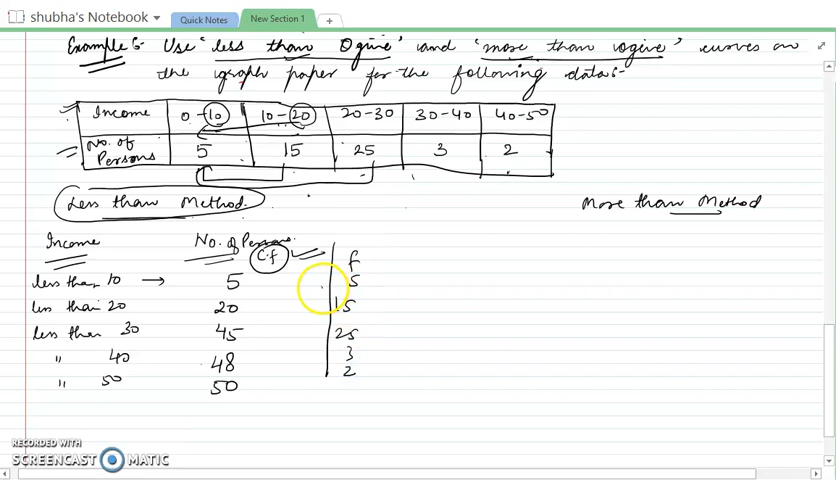 shubha's Notebook
Quick Notes
New Section 1
Example 6- Use 'less than Ogive' and 'more than ogive' curves on
the graph paper for the following data:-
Income 0-10 10-20 20-30 30-40 40-50
No. of Persons 5 15 25 3 2
Less than Method. More than Method
Income No. of Persons
C.f f
less than 10 → 5 5
less than 20 20 15
less than 30 45 25
" 40 48 3
" 50 50 2
RECORDED WITH
SCREENCAST MATIC